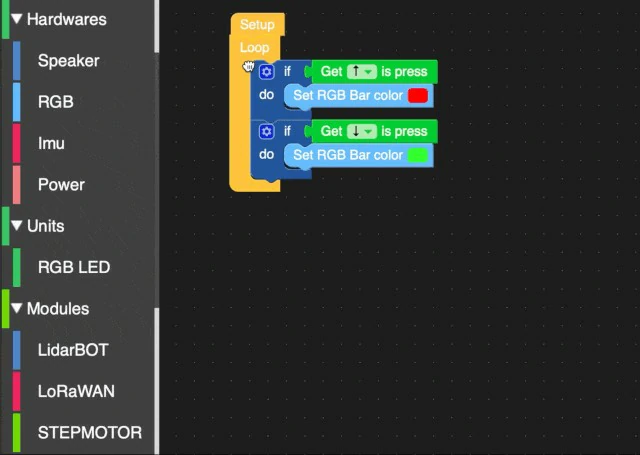 Hardwares
Speaker
RGB
Imu
Power
Units
RGB LED
Modules
LidarBOT
LoRaWAN
STEPMOTOR
Setup
Loop
if Get ↑ is press
do Set RGB Bar color
if Get ↓ is press
do Set RGB Bar color